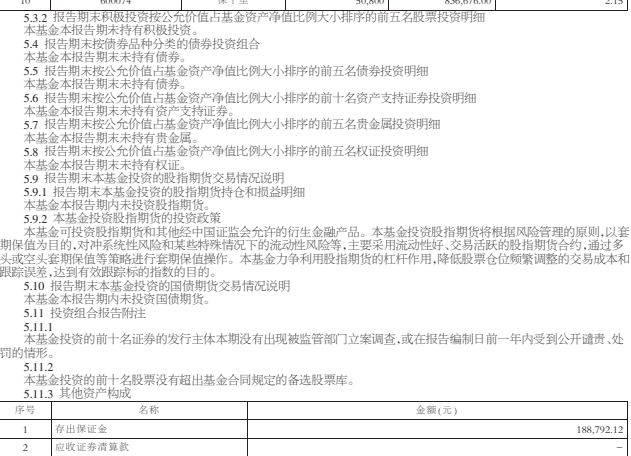 10 600074 50,800 856,676.00 2.15
5.3.2 报告期末积极投资按公允价值占基金资产净值比例大小排序的前五名股票投资明细
本基金本报告期末未持有积极投资。
5.4 报告期末按债券品种分类的债券投资组合
本基金本报告期末未持有债券。
5.5 报告期末按公允价值占基金资产净值比例大小排序的前五名债券投资明细
本基金本报告期末未持有债券。
5.6 报告期末按公允价值占基金资产净值比例大小排序的前十名资产支持证券投资明细
本基金本报告期末未持有资产支持证券。
5.7 报告期末按公允价值占基金资产净值比例大小排序的前五名贵金属投资明细
本基金本报告期末未持有贵金属。
5.8 报告期末按公允价值占基金资产净值比例大小排序的前五名权证投资明细
本基金本报告期末未持有权证。
5.9 报告期末本基金投资的股指期货交易情况说明
5.9.1 报告期末本基金投资的股指期货持仓和损益明细
本基金本报告期内未投资股指期货。
5.9.2 本基金投资股指期货的投资政策
本基金可投资股指期货和其他经中国证监会允许的衍生金融产品。本基金投资股指期货将根据风险管理的原则,以套
期保值为目的,对冲系统性风险和某些特殊情况下的流动性风险等,主要采用流动性好、交易活跃的股指期货合约,通过多
头或空头套期保值等策略进行套期保值操作。本基金力争利用股指期货的杠杆作用,降低股票仓位频繁调整的交易成本和
跟踪误差,达到有效跟踪标的指数的目的。
5.10 报告期末本基金投资的国债期货交易情况说明
本基金本报告期内未投资国债期货。
5.11 投资组合报告附注
5.11.1
本基金投资的前十名证券的发行主体本期没有出现被监管部门立案调查,或在报告编制日前一年内受到公开谴责、处
罚的情形。
5.11.2
本基金投资的前十名股票没有超出基金合同规定的备选股票库。
5.11.3 其他资产构成
序号 名称 金额(元)
1 存出保证金 188,792.12
2 应收证券清算款 –